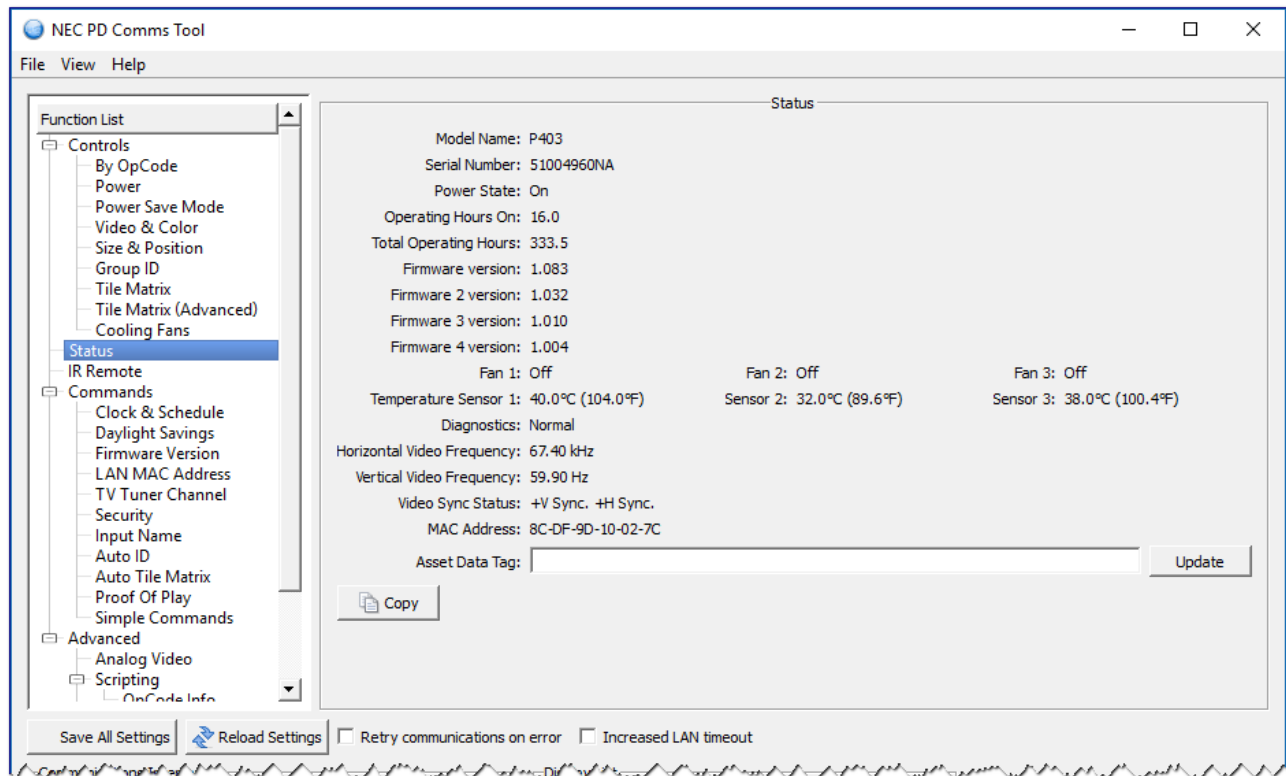 NEC PD Comms Tool
File View Help
Function List
Controls
By OpCode
Power
Power Save Mode
Video & Color
Size & Position
Group ID
Tile Matrix
Tile Matrix (Advanced)
Cooling Fans
Status
IR Remote
Commands
Clock & Schedule
Daylight Savings
Firmware Version
LAN MAC Address
TV Tuner Channel
Security
Input Name
Auto ID
Auto Tile Matrix
Proof Of Play
Simple Commands
Advanced
Analog Video
Scripting
OpCode Info
Status
Model Name: P403
Serial Number: 51004960NA
Power State: On
Operating Hours On: 16.0
Total Operating Hours: 333.5
Firmware version: 1.083
Firmware 2 version: 1.032
Firmware 3 version: 1.010
Firmware 4 version: 1.004
Fan 1: Off Fan 2: Off Fan 3: Off
Temperature Sensor 1: 40.0°C (104.0°F) Sensor 2: 32.0°C (89.6°F) Sensor 3: 38.0°C (100.4°F)
Diagnostics: Normal
Horizontal Video Frequency: 67.40 kHz
Vertical Video Frequency: 59.90 Hz
Video Sync Status: +V Sync. +H Sync.
MAC Address: 8C-DF-9D-10-02-7C
Asset Data Tag: Update
Copy
Save All Settings Reload Settings Retry communications on error Increased LAN timeout